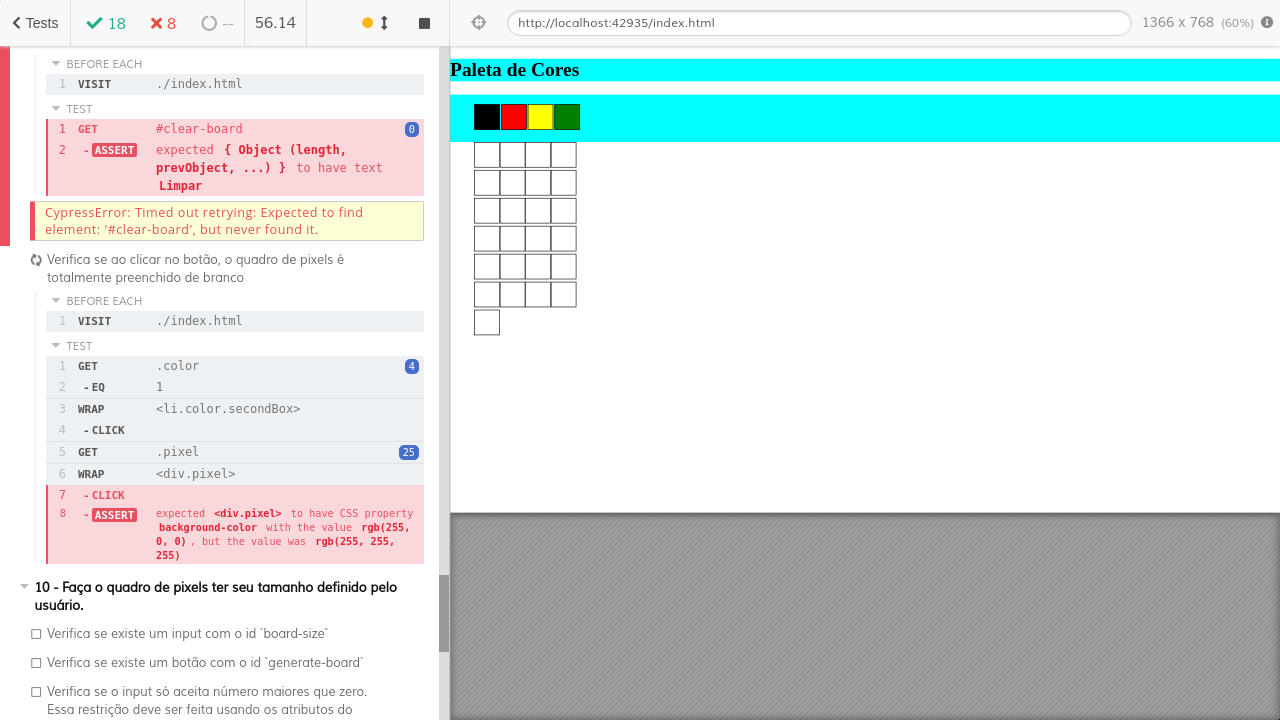 Tests
18
8
--
56.14
http://localhost:42935/index.html
1366 x 768 (60%)
BEFORE EACH
1 VISIT ./index.html
TEST
1 GET #clear-board 0
2 - ASSERT expected { Object (length,
prevObject, ...) } to have text
Limpar
CypressError: Timed out retrying: Expected to find
element: '#clear-board', but never found it.
Verifica se ao clicar no botão, o quadro de pixels é
totalmente preenchido de branco
BEFORE EACH
1 VISIT ./index.html
TEST
1 GET .color 4
2 - EQ 1
3 WRAP <li.color.secondBox>
4 - CLICK
5 GET .pixel 25
6 WRAP <div.pixel>
7 - CLICK
8 - ASSERT expected <div.pixel> to have CSS property
background-color with the value rgb(255,
0, 0) , but the value was rgb(255, 255,
255)
10 - Faça o quadro de pixels ter seu tamanho definido pelo
usuário.
Verifica se existe um input com o id `board-size`
Verifica se existe um botão com o id `generate-board`
Verifica se o input só aceita número maiores que zero.
Essa restrição deve ser feita usando os atributos do
Paleta de Cores